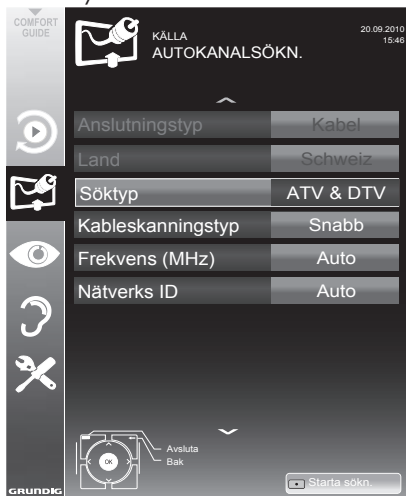 COMFORT
GUIDE
KÄLLA
AUTOKANALSÖKN.
20.09.2010
15:46
Anslutningstyp Kabel
Land Schweiz
Söktyp ATV & DTV
Kableskanningstyp Snabb
Frekvens (MHz) Auto
Nätverks ID Auto
Avsluta
Bak
OK
Starta sökn.
GRUNDIG